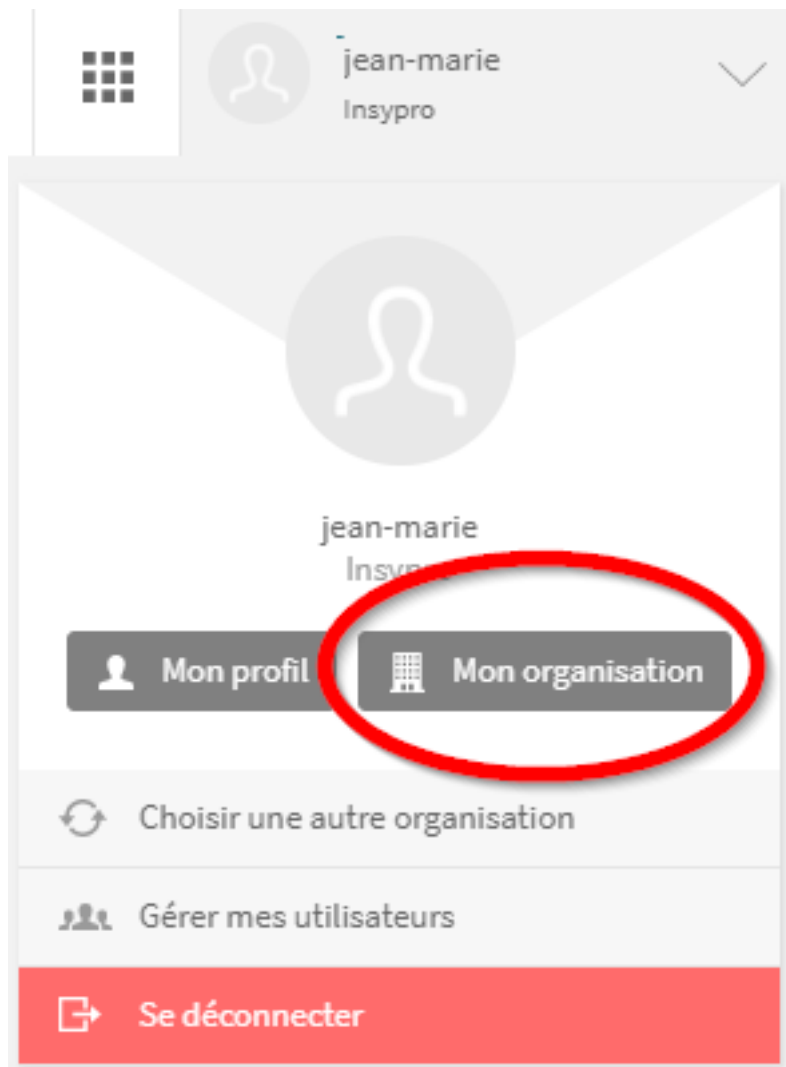 jean-marie
Insypro
jean-marie
Mon profil
Mon organisation
Choisir une autre organisation
Gérer mes utilisateurs
Se déconnecter